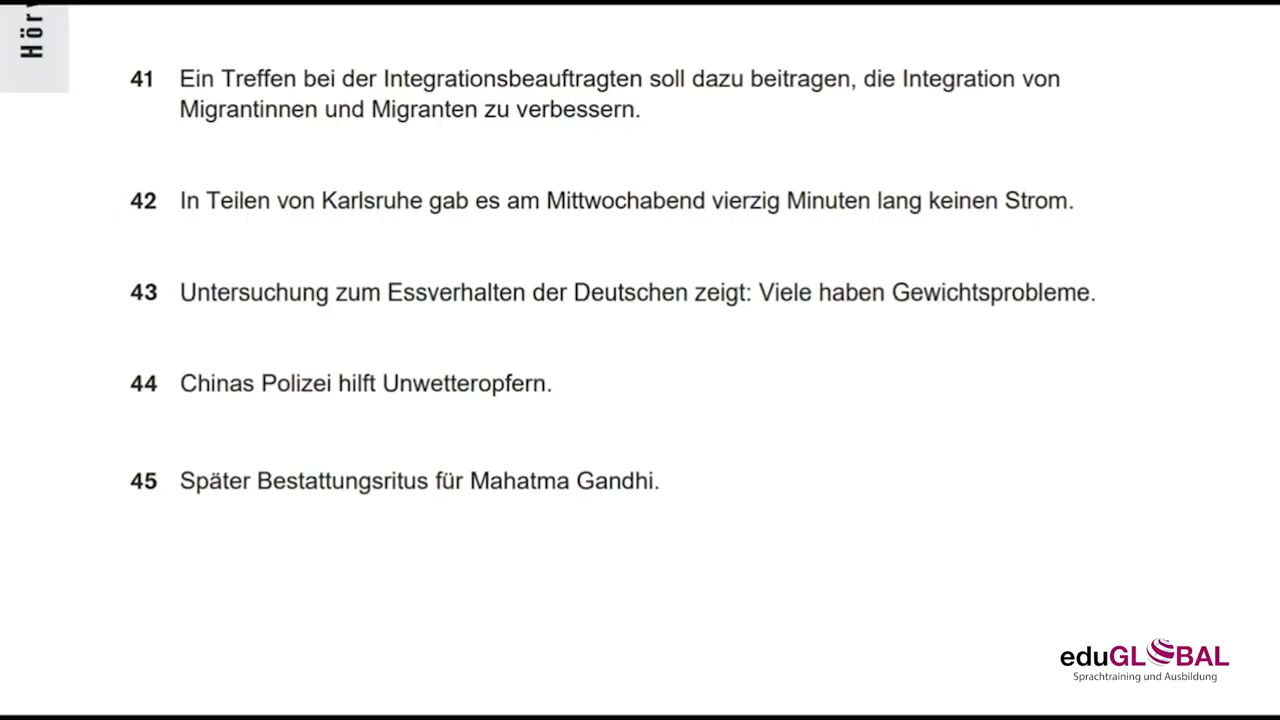 Hör
41 Ein Treffen bei der Integrationsbeauftragten soll dazu beitragen, die Integration von
Migrantinnen und Migranten zu verbessern.
42 In Teilen von Karlsruhe gab es am Mittwochabend vierzig Minuten lang keinen Strom.
43 Untersuchung zum Essverhalten der Deutschen zeigt: Viele haben Gewichtsprobleme.
44 Chinas Polizei hilft Unwetteropfern.
45 Später Bestattungsritus für Mahatma Gandhi.
eduGLOBAL
Sprachtraining und Ausbildung